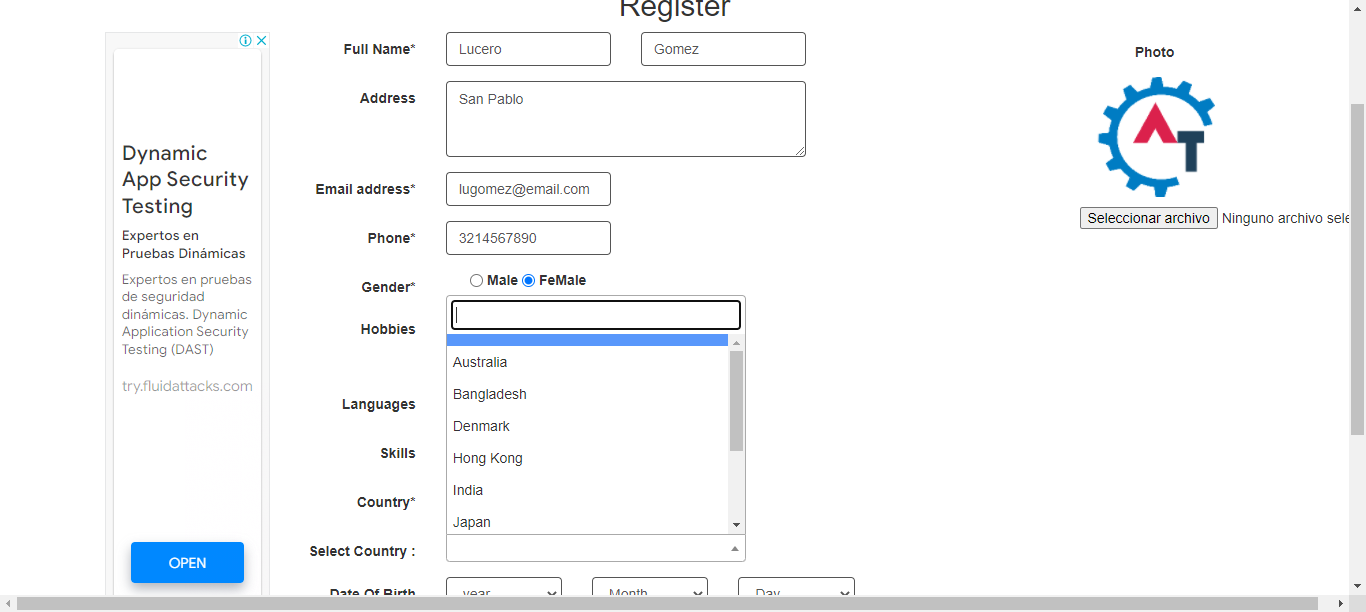 Register
Full Name* Lucero Gomez
Photo
Address San Pablo
AT
Email address* lugomez@email.com
Seleccionar archivo Ninguno archivo sele
Phone* 3214567890
Gender* Male FeMale
Hobbies
Australia
Bangladesh
Languages
Denmark
Skills
Hong Kong
India
Country*
Japan
Select Country :
Date Of Birth year Month Day
Dynamic
App Security
Testing
Expertos en
Pruebas Dinámicas
Expertos en pruebas
de seguridad
dinámicas. Dynamic
Application Security
Testing (DAST)
try.fluidattacks.com
OPEN